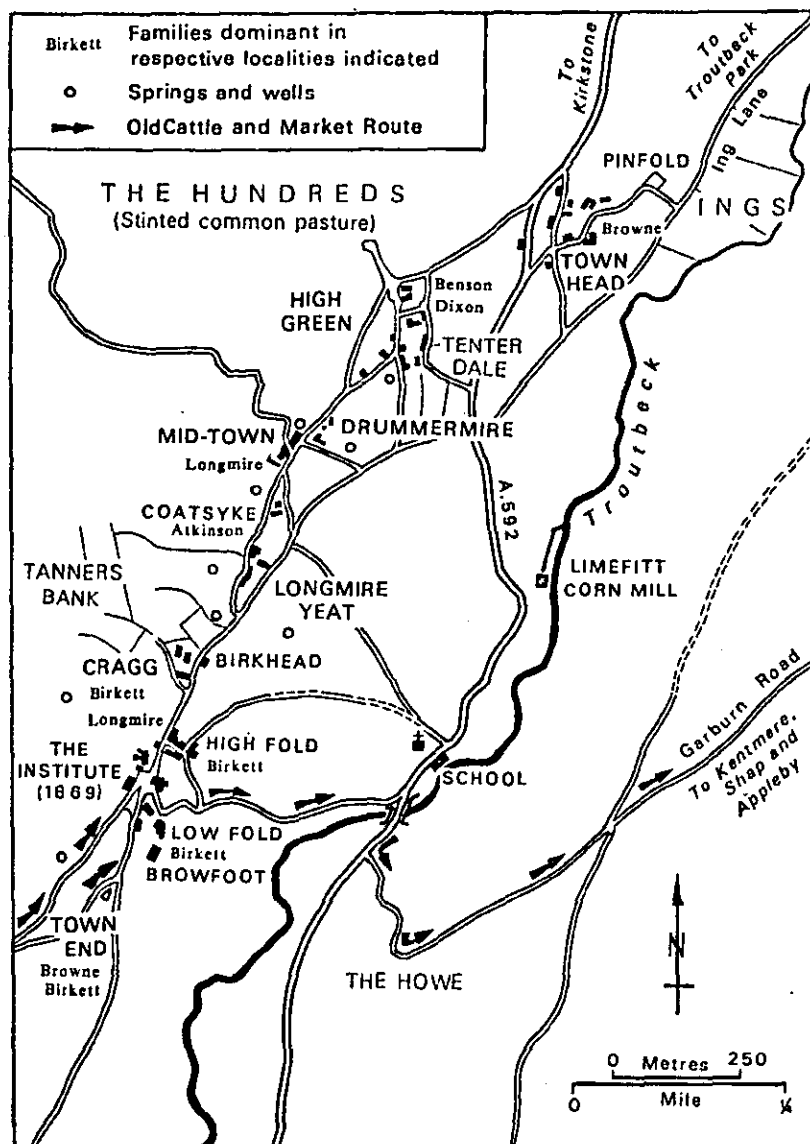 Birkett Families dominant in
respective localities indicated
Springs and wells
Old Cattle and Market Route
To
Kirkstone
To
Troutbeck
Park
Ing Lane
PINFOLD
INGS
THE HUNDREDS
(Stinted common pasture)
Browne
TOWN
HEAD
HIGH
GREEN
Benson
Dixon
TENTER
DALE
MID-TOWN
DRUMMERMIRE
Longmire
Troutbeck
A.592
COATSYKE
Atkinson
TANNERS
BANK
LONGMIRE
YEAT
LIMEFITT
CORN MILL
CRAGG
BIRKHEAD
Birkett
Longmire
Garburn Road
To Kentmere,
Shap and
Appleby
THE
INSTITUTE
(1869)
HIGH FOLD
Birkett
SCHOOL
LOW FOLD
Birkett
BROWFOOT
TOWN
END
Browne
Birkett
THE HOWE
N
0 Metres 250
0 Mile ¼